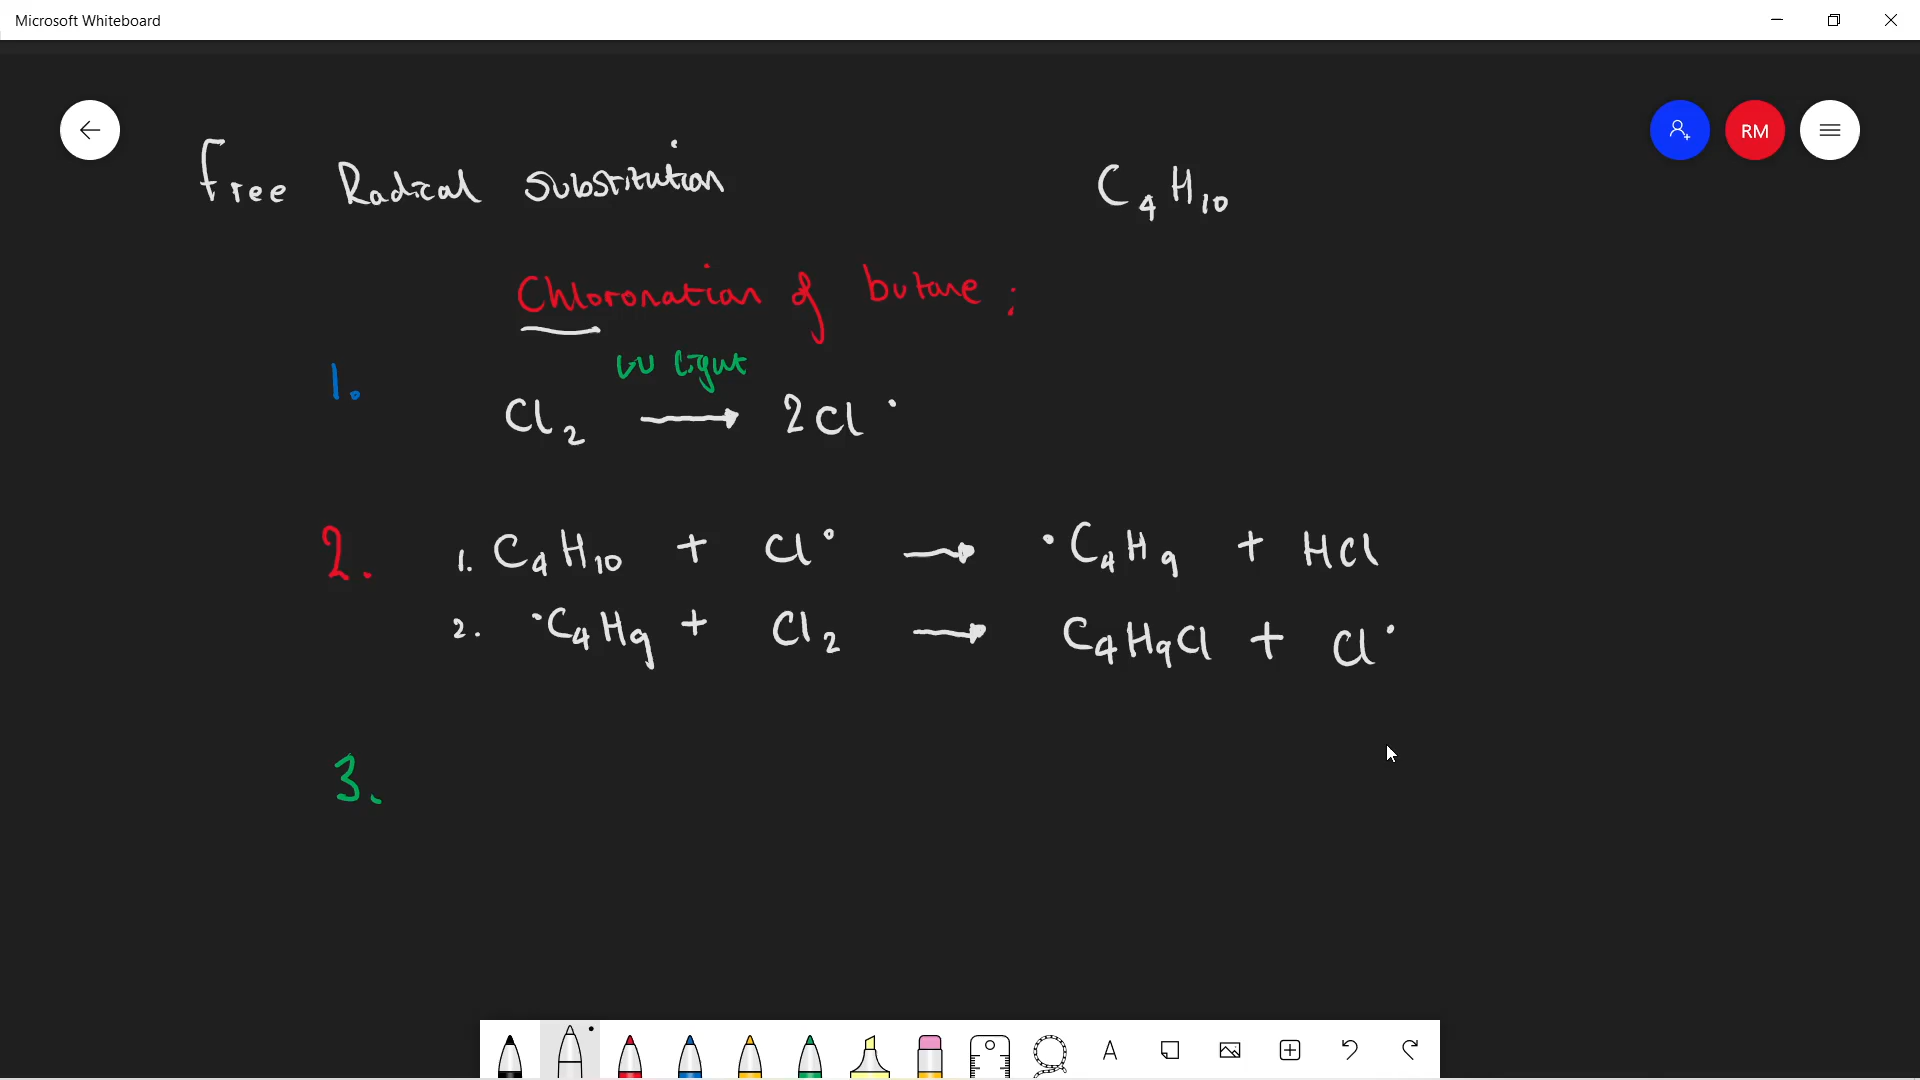 Microsoft Whiteboard
RM
Free Radical Substitution
C₄H₁₀
Chloronation of butane ;
UV light
1.
Cl₂ → 2Cl •
2.
1. C₄H₁₀ + Cl• → •C₄H₉ + HCl
2. •C₄H₉ + Cl₂ → C₄H₉Cl + Cl•
3.
A